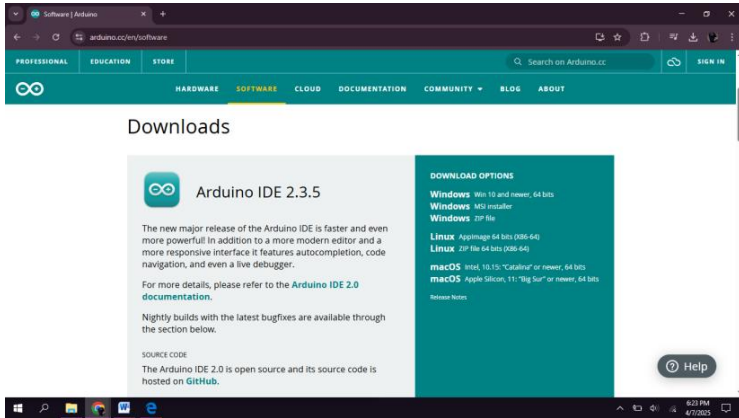 Software | Arduino
arduino.cc/en/software
PROFESSIONAL EDUCATION STORE Search on Arduino.cc SIGN IN
HARDWARE SOFTWARE CLOUD DOCUMENTATION COMMUNITY BLOG ABOUT
Downloads
Arduino IDE 2.3.5
The new major release of the Arduino IDE is faster and even
more powerful! In addition to a more modern editor and a
more responsive interface it features autocompletion, code
navigation, and even a live debugger.
For more details, please refer to the Arduino IDE 2.0
documentation.
Nightly builds with the latest bugfixes are available through
the section below.
SOURCE CODE
The Arduino IDE 2.0 is open source and its source code is
hosted on GitHub.
DOWNLOAD OPTIONS
Windows Win 10 and newer, 64 bits
Windows MSI installer
Windows ZIP file
Linux AppImage 64 bits (X86-64)
Linux ZIP file 64 bits (X86-64)
macOS Intel, 10.15: "Catalina" or newer, 64 bits
macOS Apple Silicon, 11: "Big Sur" or newer, 64 bits
Release Notes
Help
6:23 PM
4/7/2025